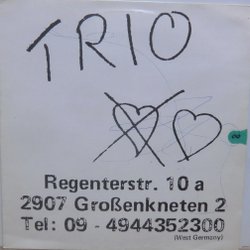 TRIO
Regenterstr. 10 a
2907 Großenkneten 2
Tel: 09 - 4944352300
(West Germany)